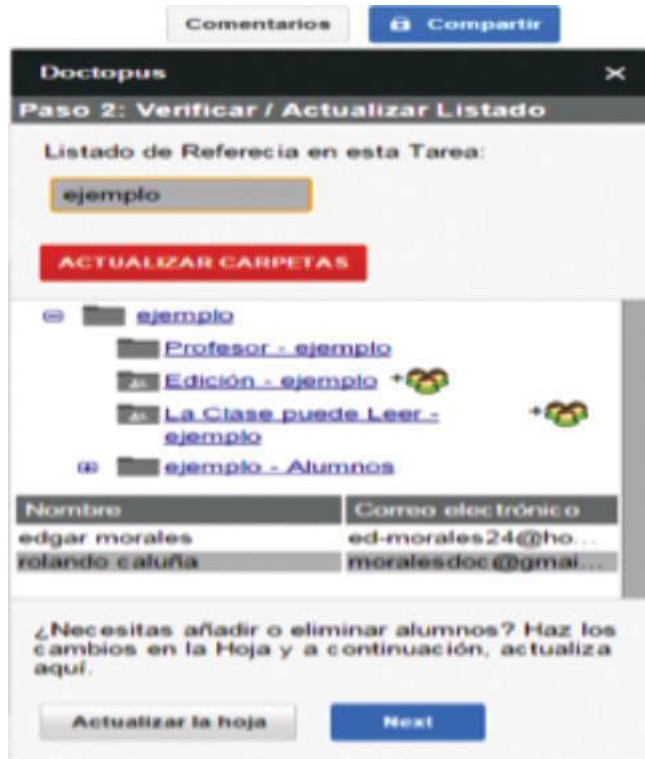 Comentarios
Compartir
Doctopus
Paso 2: Verificar / Actualizar Listado
Listado de Referecia en esta Tarea:
ejemplo
ACTUALIZAR CARPETAS
ejemplo
Profesor - ejemplo
Edición - ejemplo
La Clase puede Leer -
ejemplo
ejemplo - Alumnos
Nombre Correo electrónico
edgar morales ed-morales24@ho...
rolando caluña moralesdoc@gmai...
¿Necesitas añadir o eliminar alumnos? Haz los
cambios en la Hoja y a continuación, actualiza
aquí.
Actualizar la hoja Next